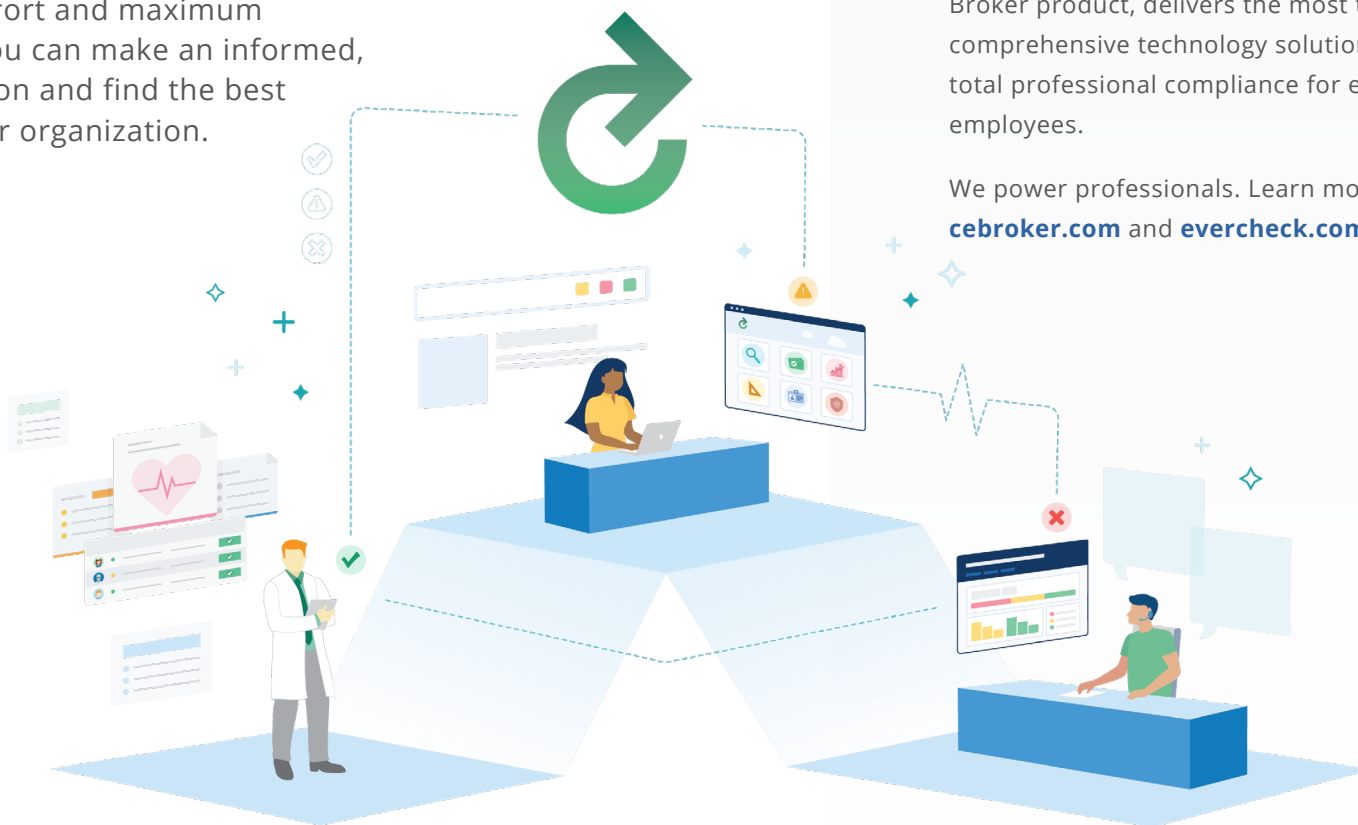 ort and maximum
ou can make an informed,
on and find the best
r organization.
Broker product, delivers the most
comprehensive technology solution
total professional compliance for e
employees.
We power professionals. Learn mo
cebroker.com and evercheck.com